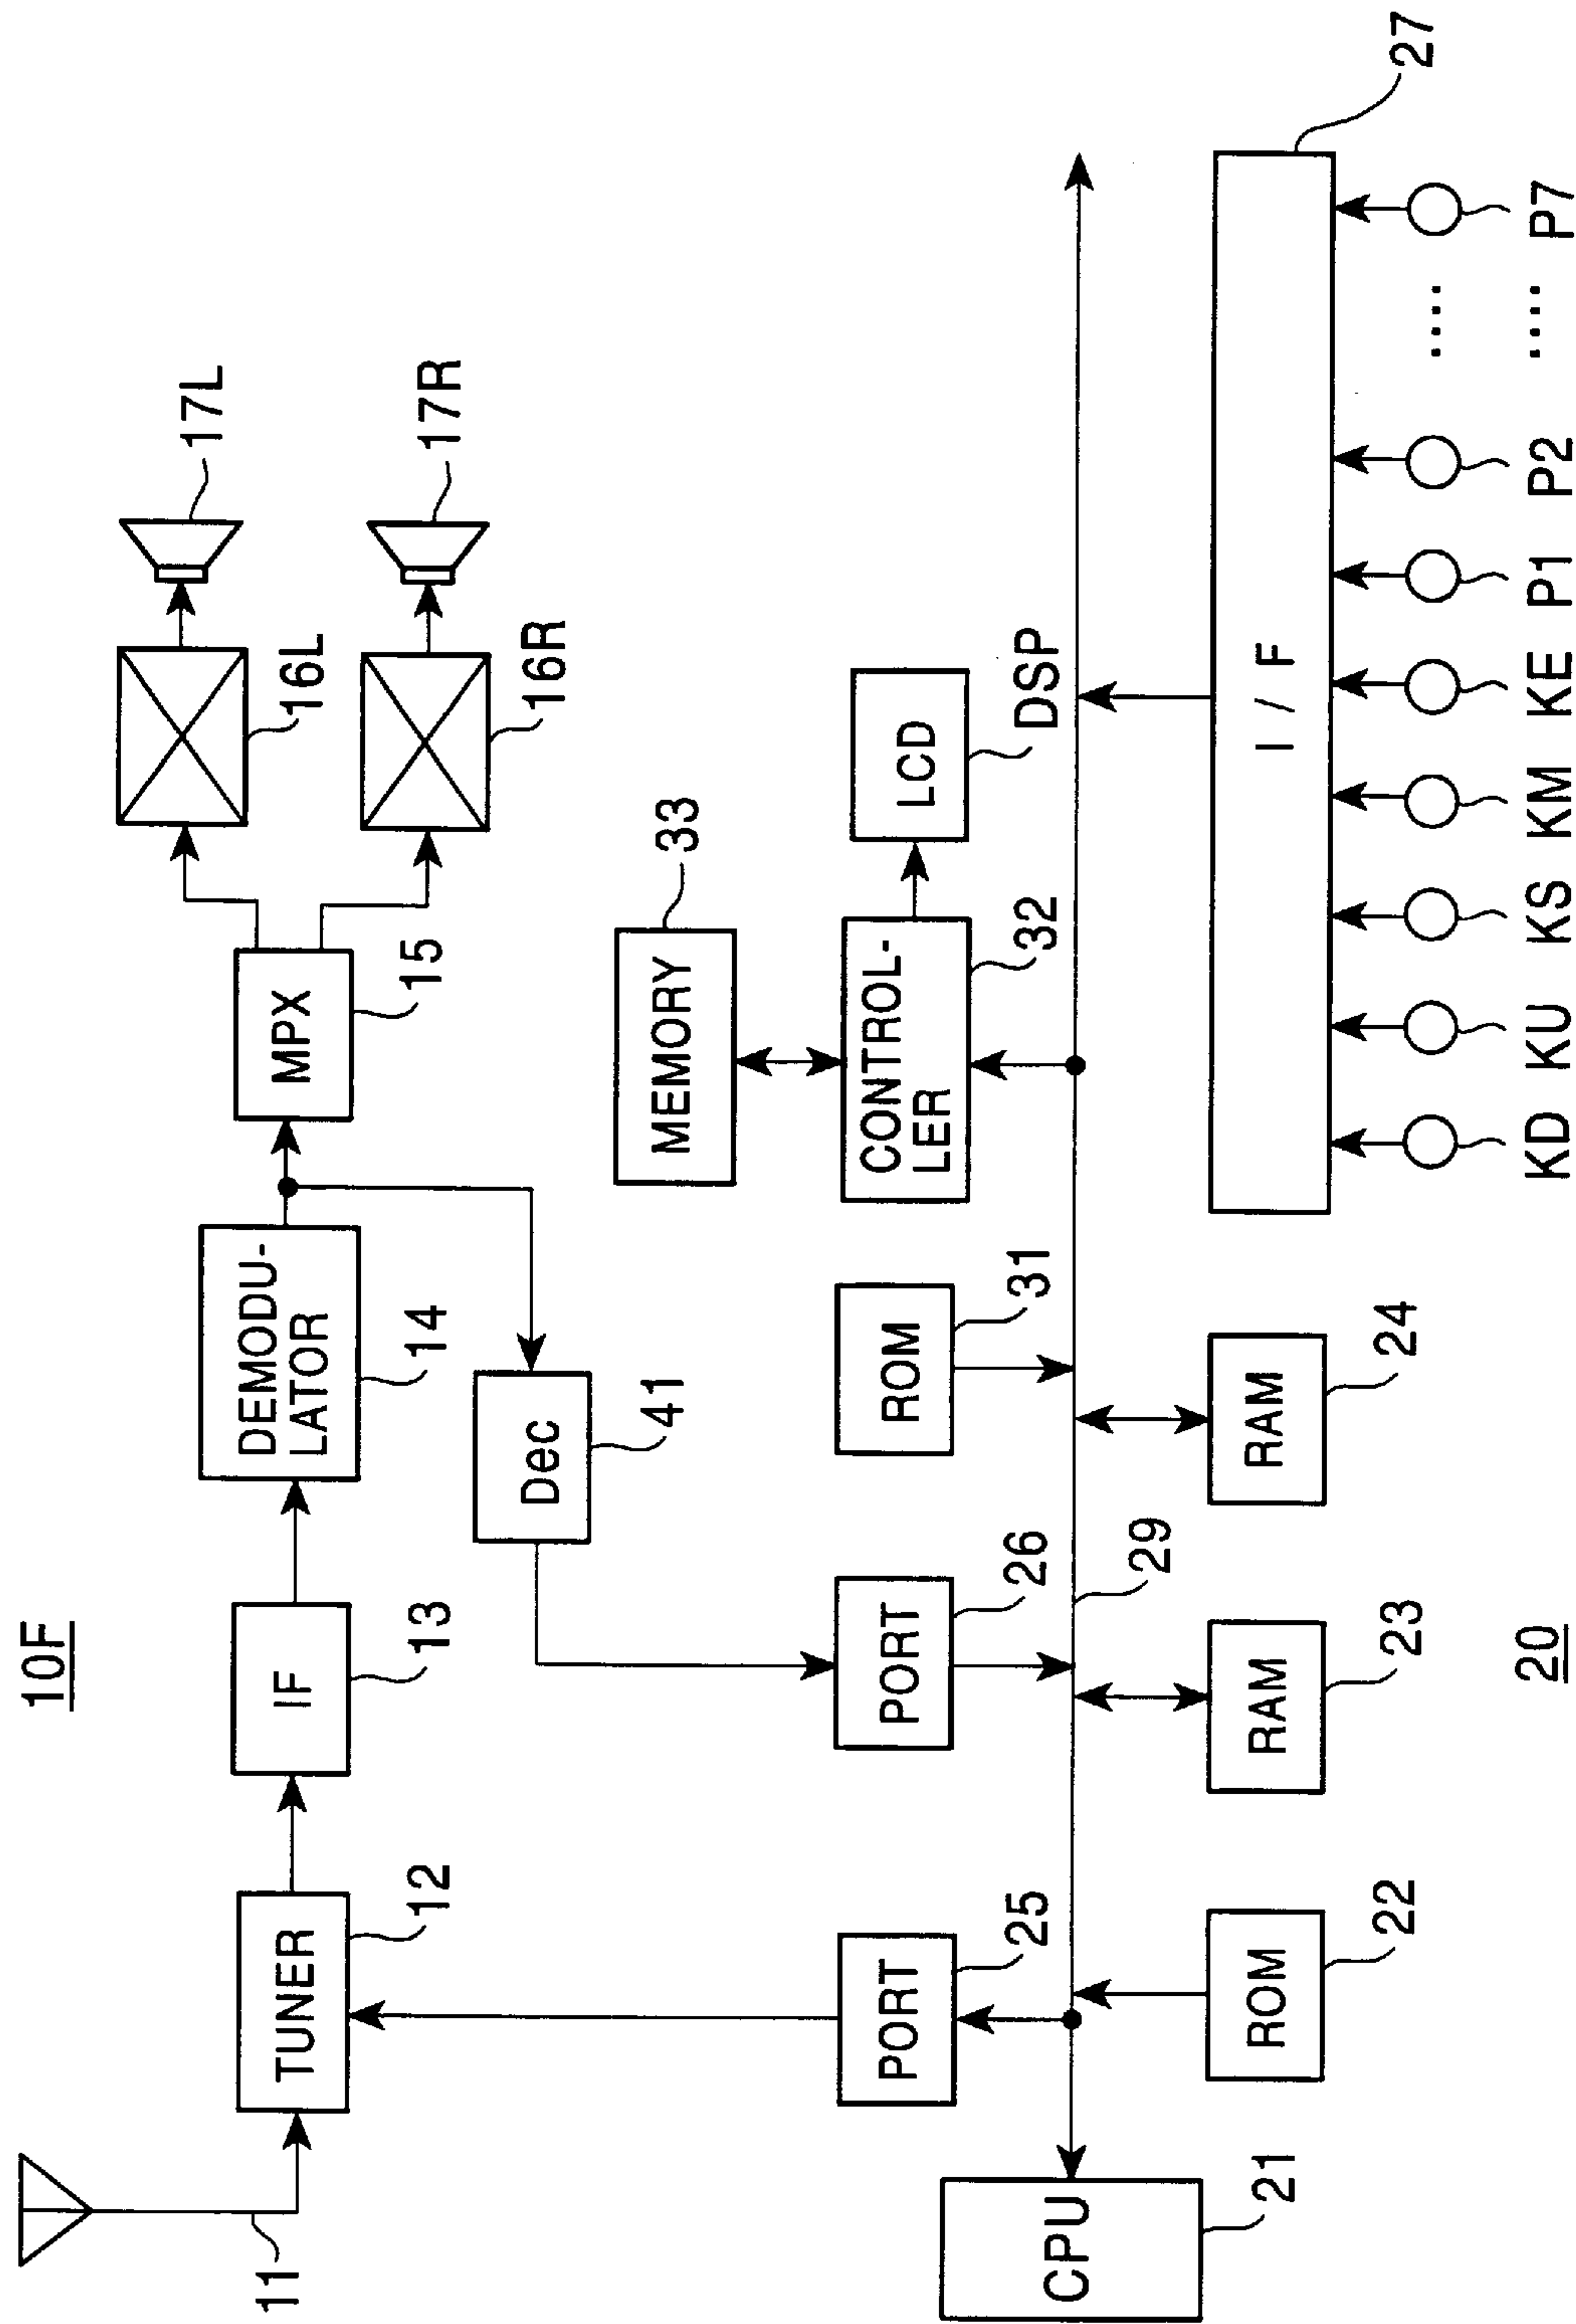 10F
17L
17R
16L
16R
11
TUNER
12
IF
13
DEMODU-
LATOR
14
MPX
15
Dec
41
MEMORY
33
PORT
25
PORT
26
ROM
31
CONTROL-
LER
32
LCD
DSP
CPU
21
29
ROM
22
RAM
23
RAM
24
I/F
27
KD KU KS KM KE P1 P2 .... P7
20